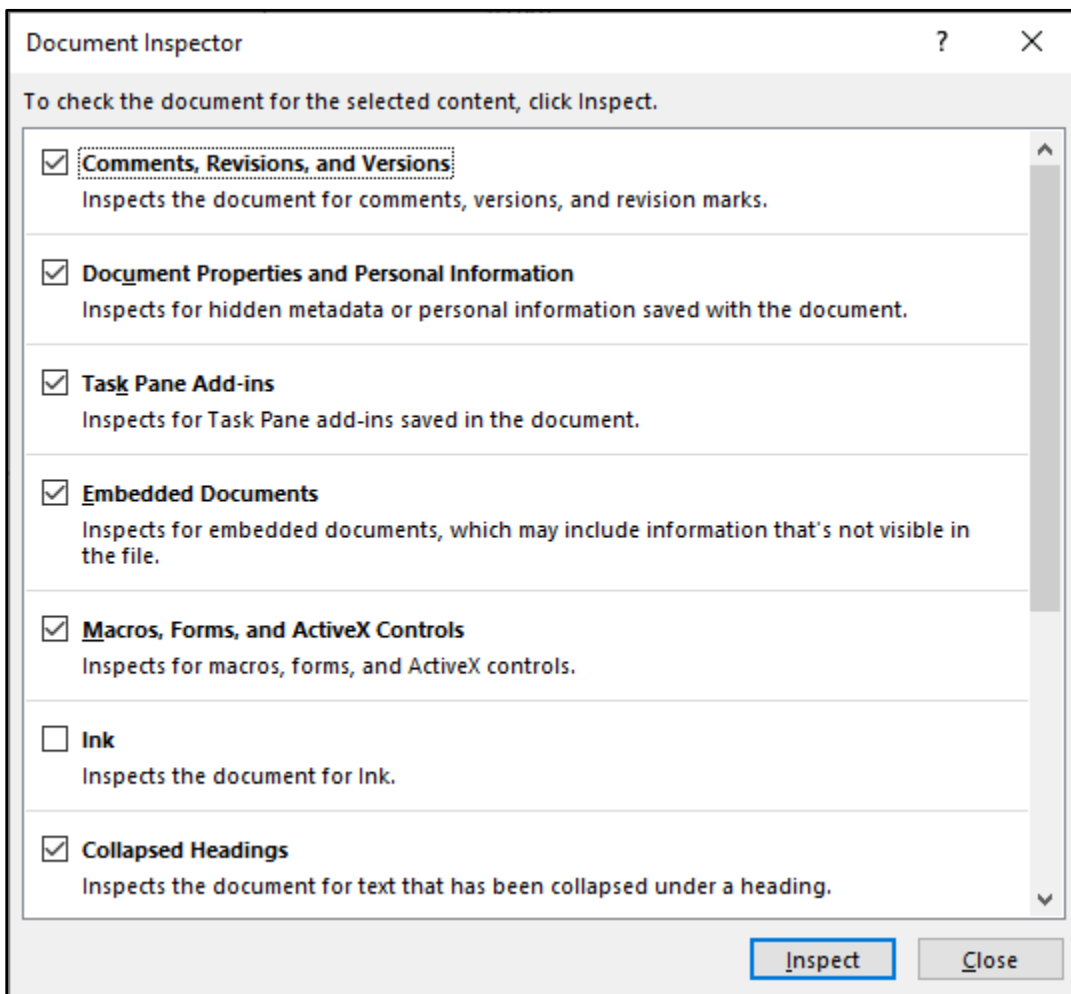 Document Inspector
?
To check the document for the selected content, click Inspect.
Comments, Revisions, and Versions
Inspects the document for comments, versions, and revision marks.
Document Properties and Personal Information
Inspects for hidden metadata or personal information saved with the document.
Task Pane Add-ins
Inspects for Task Pane add-ins saved in the document.
Embedded Documents
Inspects for embedded documents, which may include information that's not visible in
the file.
Macros, Forms, and ActiveX Controls
Inspects for macros, forms, and ActiveX controls.
Ink
Inspects the document for Ink.
Collapsed Headings
Inspects the document for text that has been collapsed under a heading.
Inspect
Close